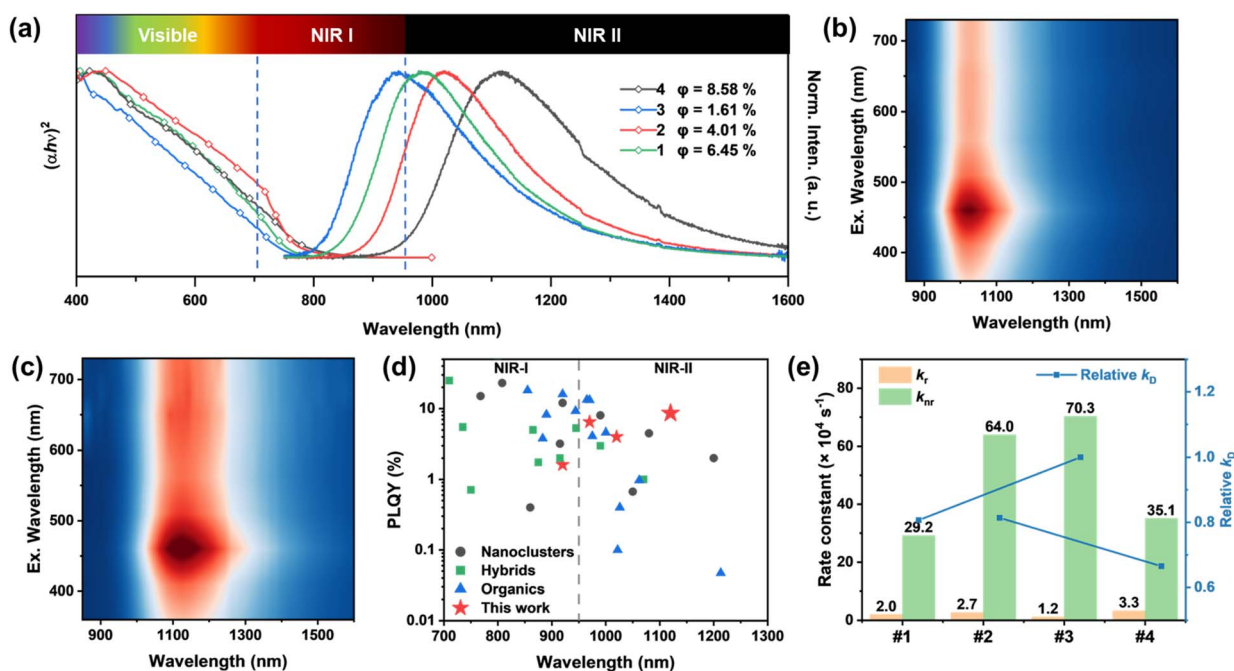 (a)
Visible
NIR I
NIR II
(αhν)²
Norm. Inten. (a. u.)
4 φ = 8.58 %
3 φ = 1.61 %
2 φ = 4.01 %
1 φ = 6.45 %
400 600 800 1000 1200 1400 1600
Wavelength (nm)
(b)
Ex. Wavelength (nm)
700
600
500
400
900 1100 1300 1500
Wavelength (nm)
(c)
Ex. Wavelength (nm)
700
600
500
400
900 1100 1300 1500
Wavelength (nm)
(d)
NIR-I
NIR-II
PLQY (%)
10
1
0.1
0.01
Nanoclusters
Hybrids
Organics
This work
700 800 900 1000 1100 1200 1300
Wavelength (nm)
(e)
kr
knr
Relative kD
Rate constant (× 10⁴ s⁻¹)
80
60
40
20
0
2.0
29.2
2.7
64.0
1.2
70.3
3.3
35.1
#1 #2 #3 #4
1.2
1.0
0.8
0.6
Relative kD